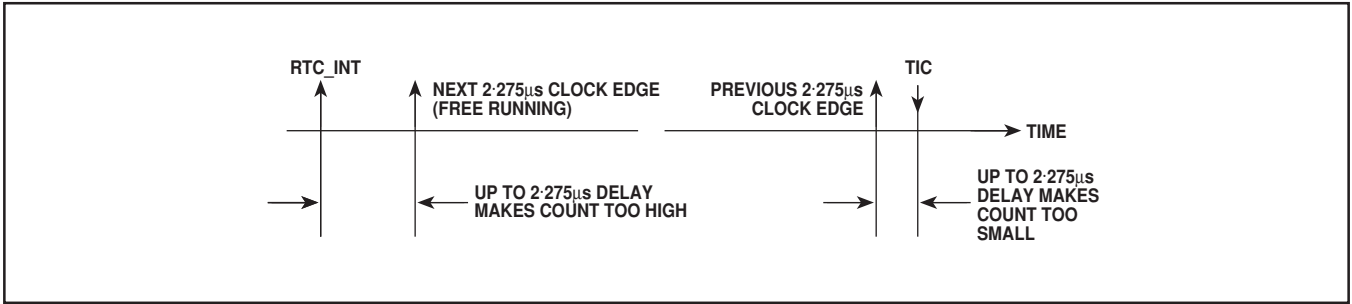 RTC_INT
NEXT 2·275μs CLOCK EDGE
(FREE RUNNING)
PREVIOUS 2·275μs
CLOCK EDGE
TIC
TIME
UP TO 2·275μs DELAY
MAKES COUNT TOO HIGH
UP TO 2·275μs
DELAY MAKES
COUNT TOO
SMALL